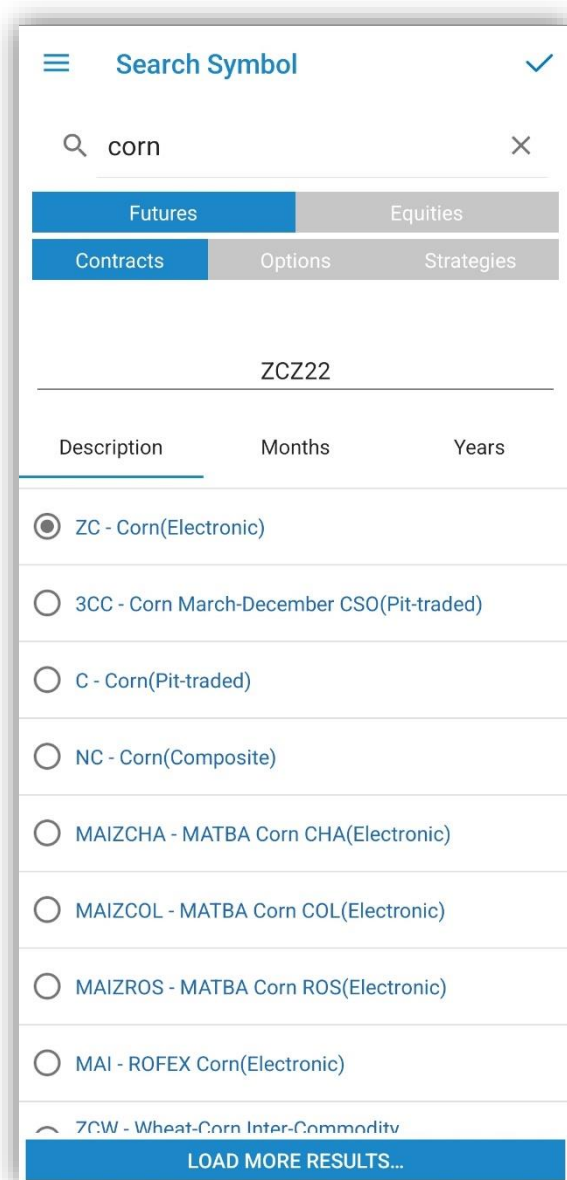 Search Symbol
corn
Futures Equities
Contracts Options Strategies
ZCZ22
Description Months Years
ZC - Corn(Electronic)
3CC - Corn March-December CSO(Pit-traded)
C - Corn(Pit-traded)
NC - Corn(Composite)
MAIZCHA - MATBA Corn CHA(Electronic)
MAIZCOL - MATBA Corn COL(Electronic)
MAIZROS - MATBA Corn ROS(Electronic)
MAI - ROFEX Corn(Electronic)
ZCW - Wheat-Corn Inter-Commodity
LOAD MORE RESULTS...